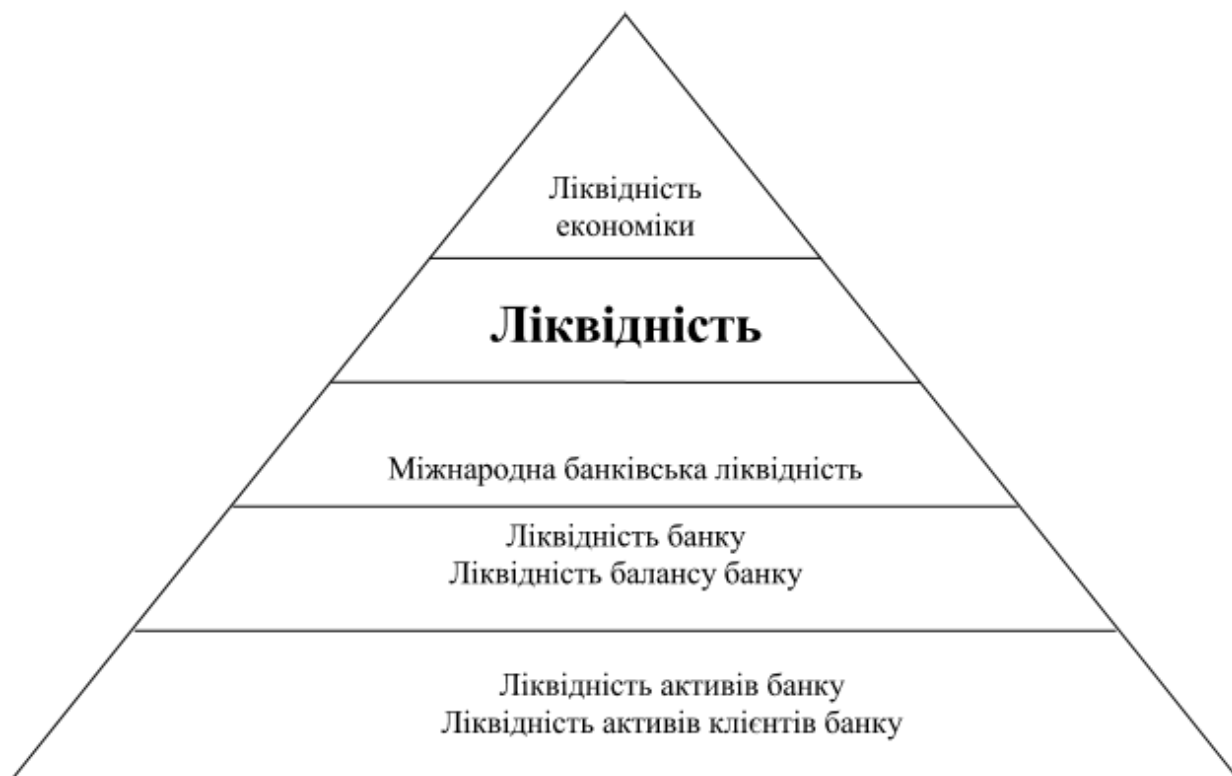 Ліквідність
економіки
Ліквідність
Міжнародна банківська ліквідність
Ліквідність банку
Ліквідність балансу банку
Ліквідність активів банку
Ліквідність активів клієнтів банку